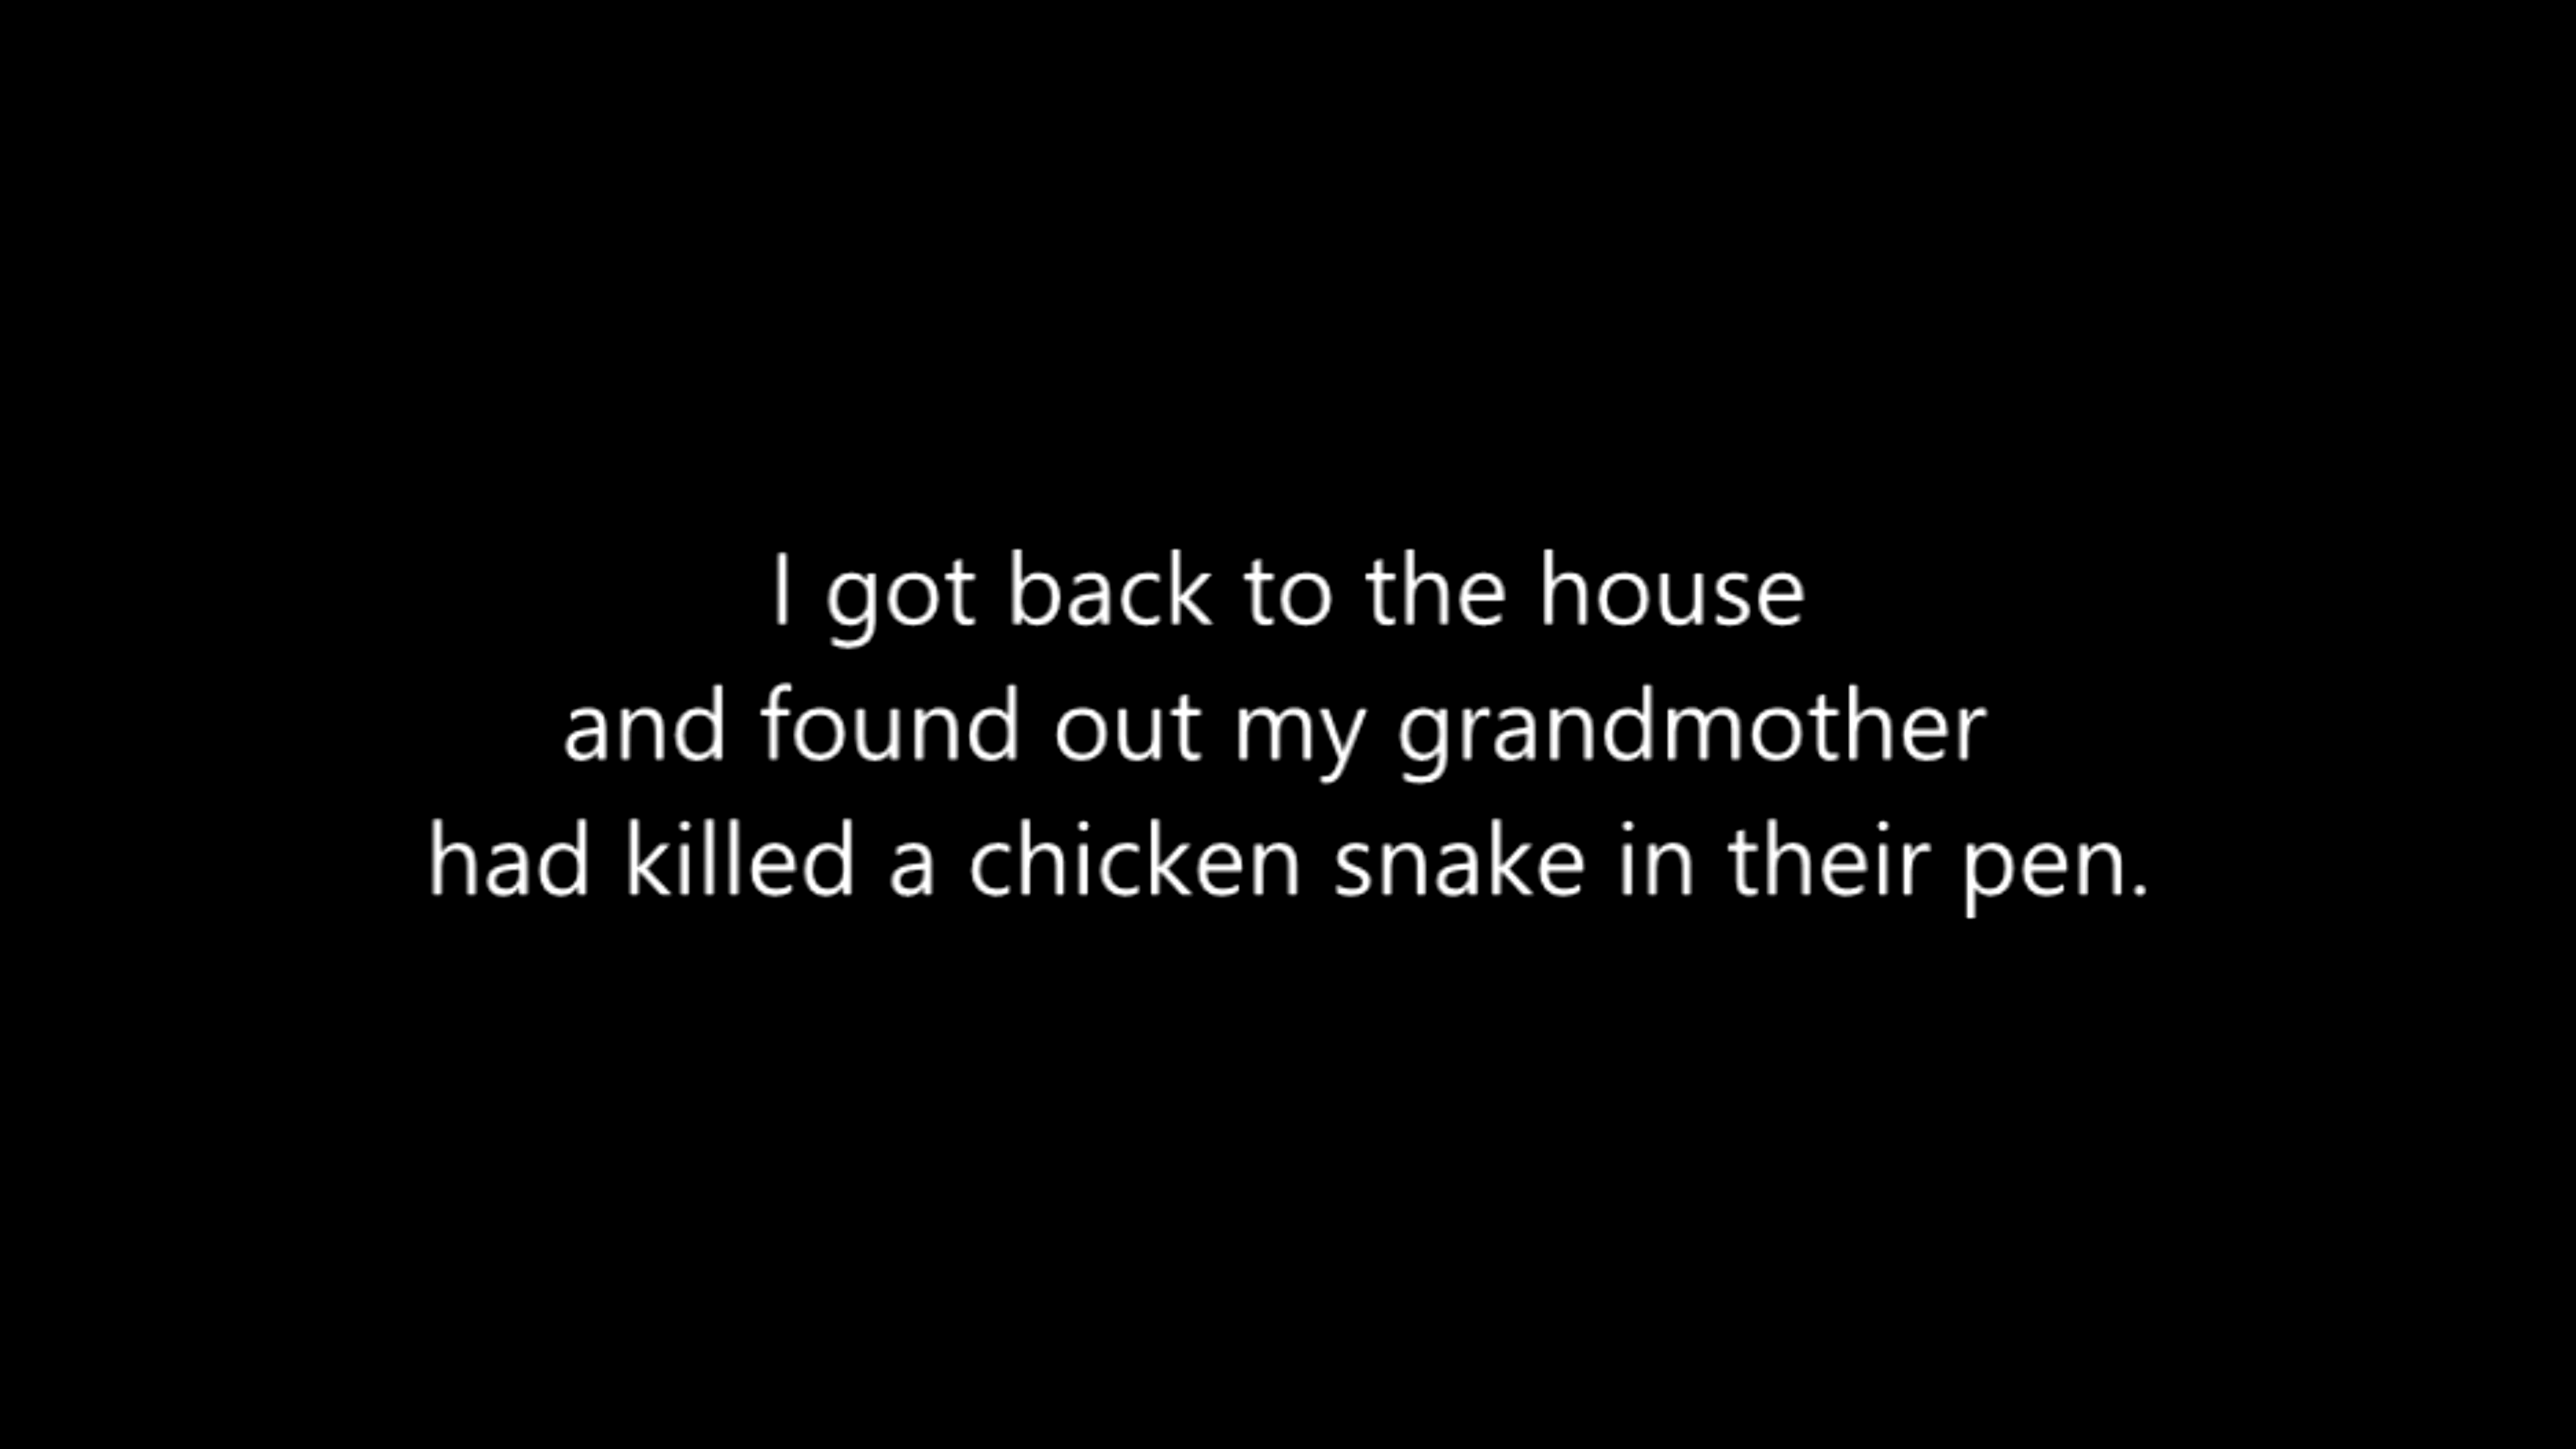 I got back to the house
and found out my grandmother
had killed a chicken snake in their pen.